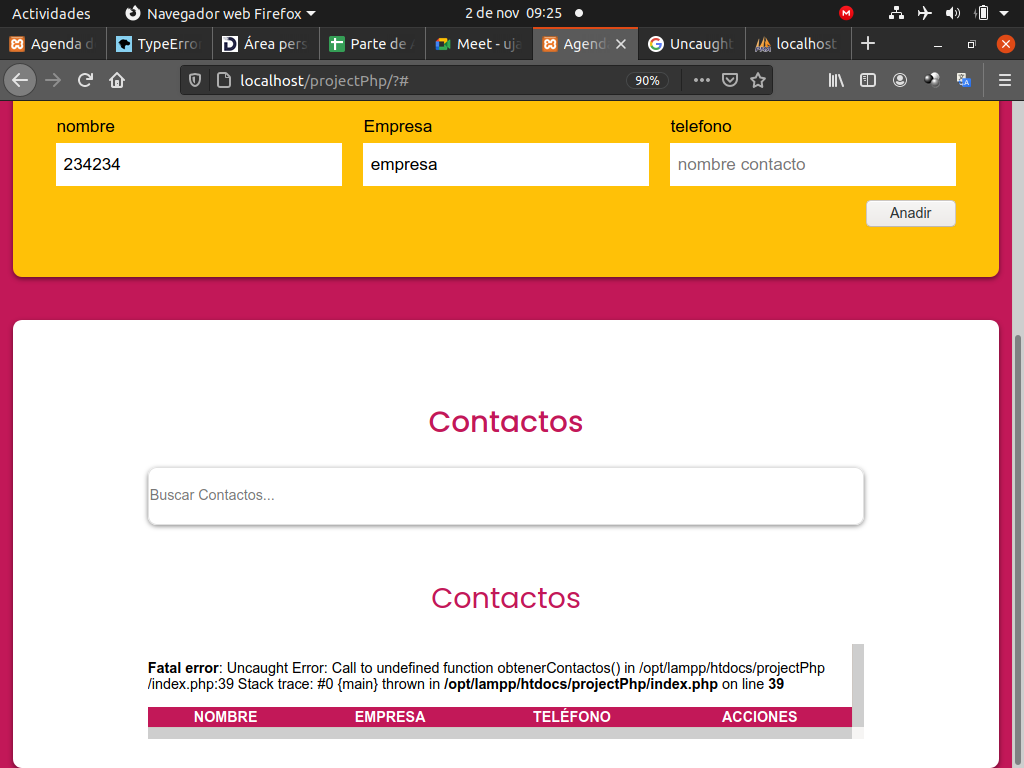 Actividades Navegador web Firefox 2 de nov 09:25
Agenda d TypeErro Área pers Parte de A Meet - uja Agend Uncaught localhost
localhost/projectPhp/?# 90%
nombre Empresa telefono
234234 empresa nombre contacto
Anadir
Contactos
Buscar Contactos...
Contactos
Fatal error: Uncaught Error: Call to undefined function obtenerContactos() in /opt/lampp/htdocs/projectPhp
/index.php:39 Stack trace: #0 {main} thrown in /opt/lampp/htdocs/projectPhp/index.php on line 39
NOMBRE EMPRESA TELÉFONO ACCIONES